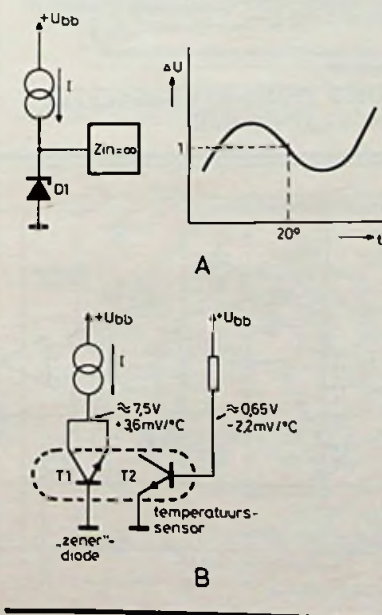 +Ubb
I
Zin=∞
D1
ΔU
1
20°
t
A
+Ubb
I
≈7,5V
+3,6mV/°C
+Ubb
≈0,65V
-2,2mV/°C
T1
T2
„zener"-
diode
temperatuurs-
sensor
B